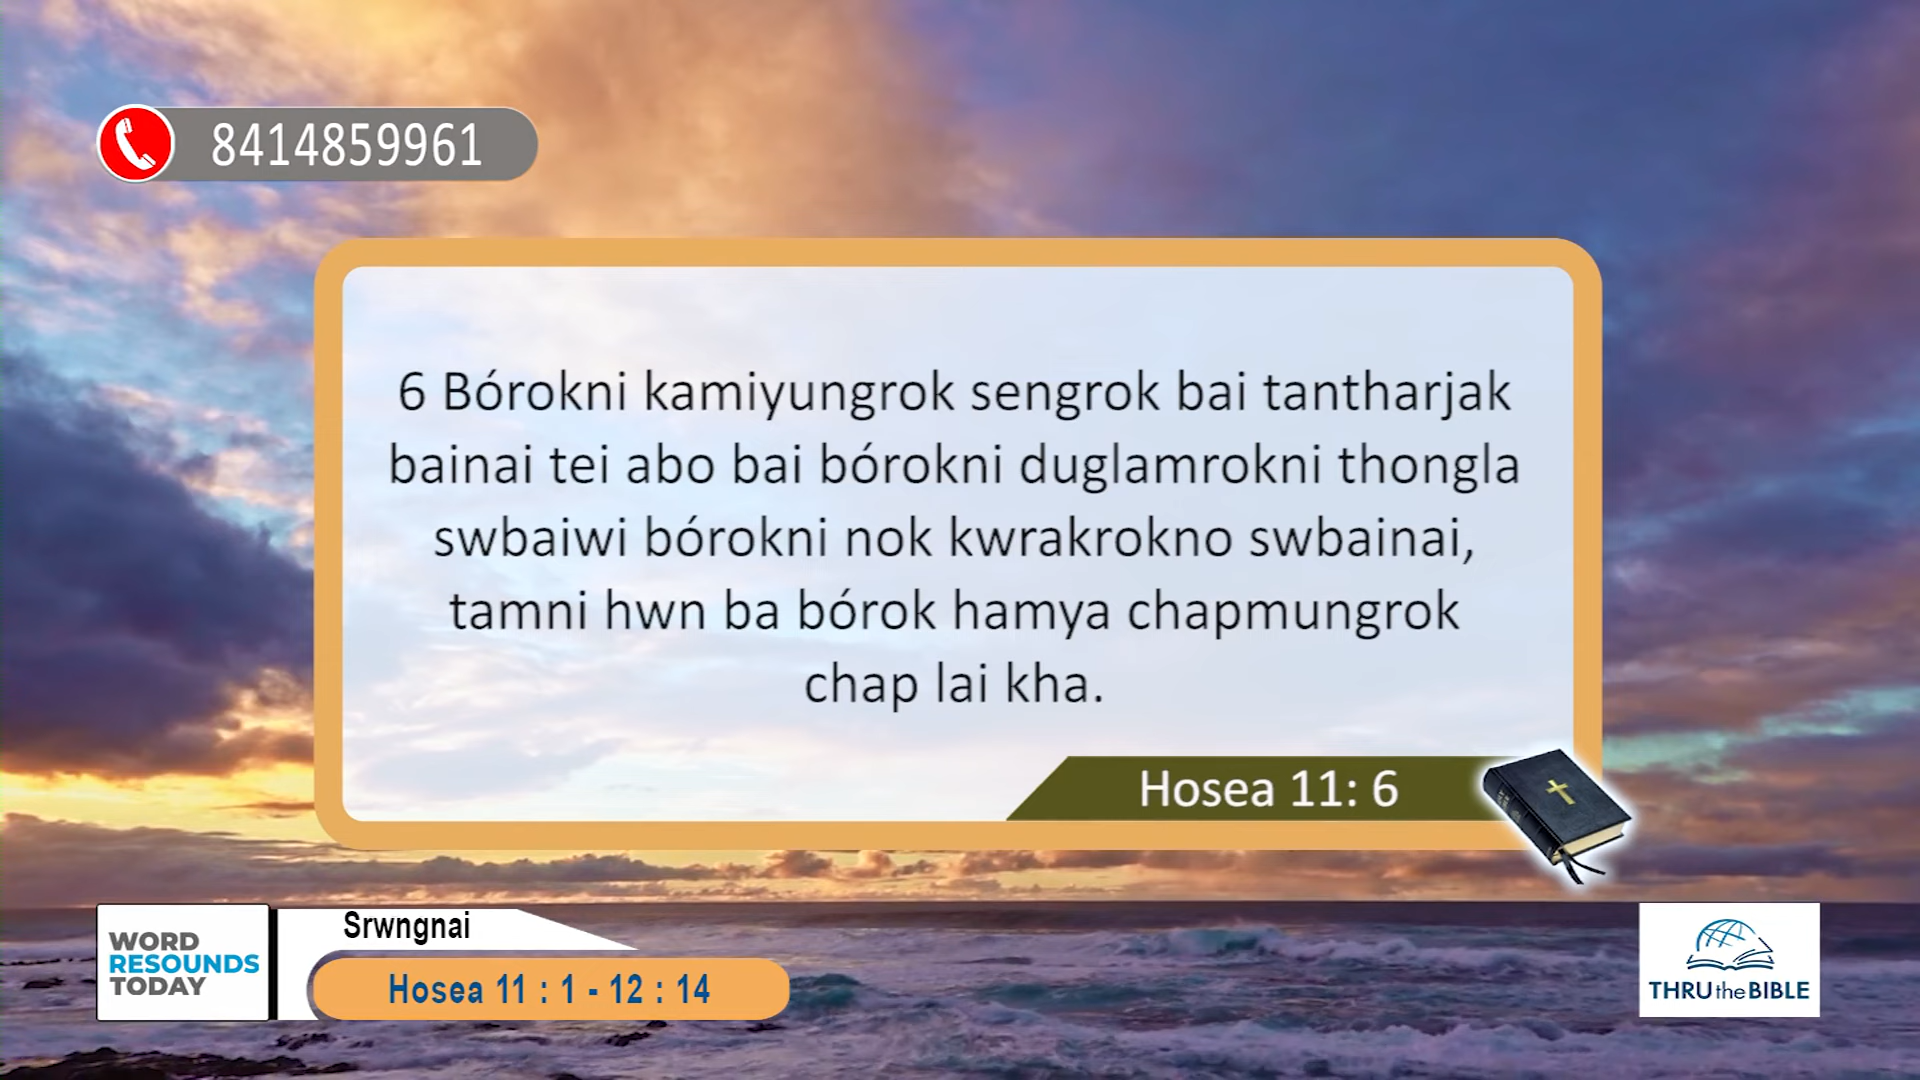 8414859961
6 Bórokni kamiyungrok sengrok bai tantharjak
bainai tei abo bai bórokni duglamrokni thongla
swbaiwi bórokni nok kwrakrokno swbainai,
tamni hwn ba bórok hamya chapmungrok
chap lai kha.
Hosea 11: 6
WORD
RESOUNDS
TODAY
Srwngnai
Hosea 11 : 1 - 12 : 14
THRU the BIBLE